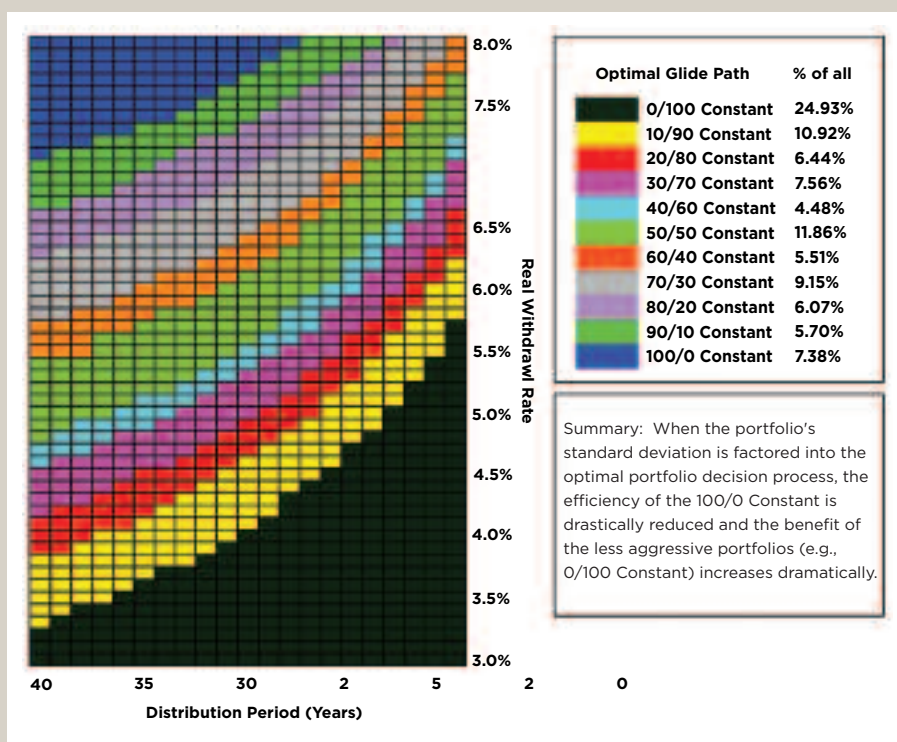 8.0%
7.5%
6.5%
6.0%
5.5%
5.0%
4.5%
4.0%
3.5%
3.0%
Real Withdrawl Rate
40 35 30 2 5 2 0
Distribution Period (Years)
Optimal Glide Path % of all
0/100 Constant 24.93%
10/90 Constant 10.92%
20/80 Constant 6.44%
30/70 Constant 7.56%
40/60 Constant 4.48%
50/50 Constant 11.86%
60/40 Constant 5.51%
70/30 Constant 9.15%
80/20 Constant 6.07%
90/10 Constant 5.70%
100/0 Constant 7.38%
Summary: When the portfolio's
standard deviation is factored into the
optimal portfolio decision process, the
efficiency of the 100/0 Constant is
drastically reduced and the benefit of
the less aggressive portfolios (e.g.,
0/100 Constant) increases dramatically.